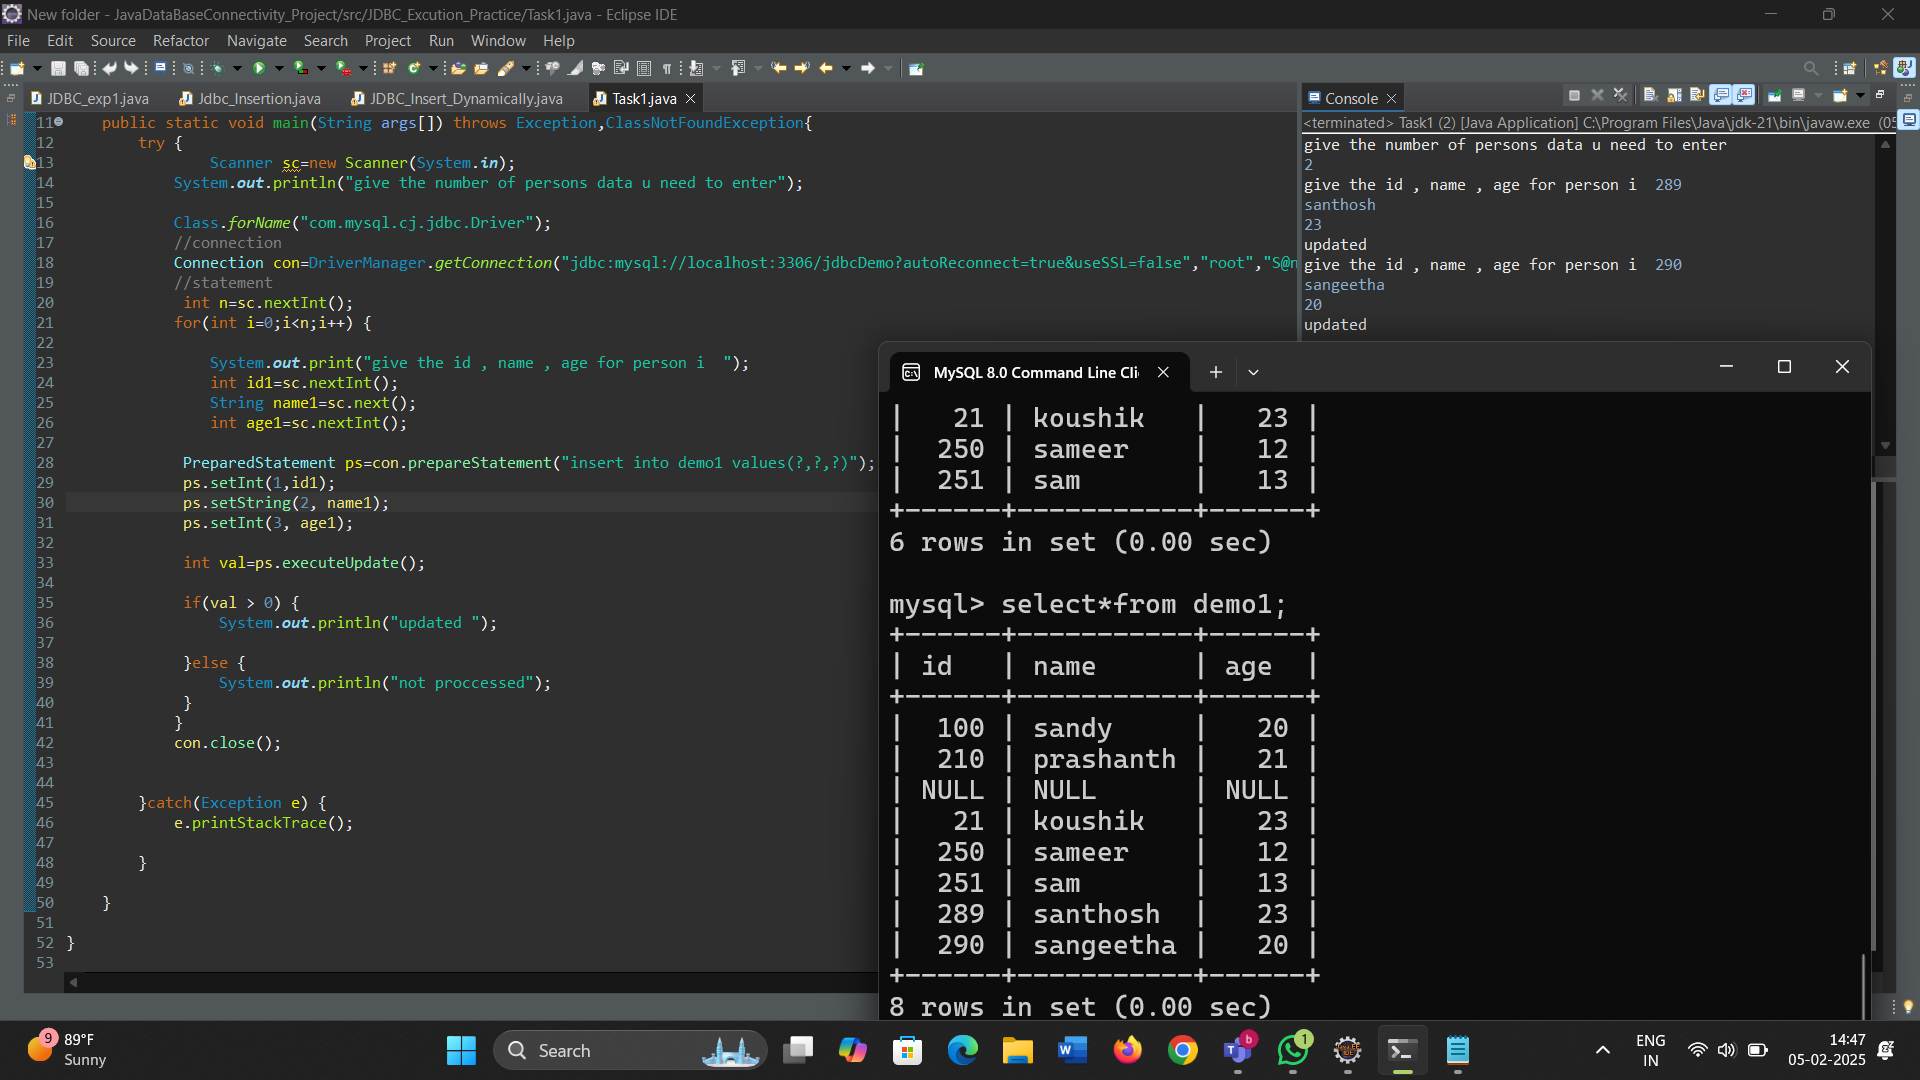 New folder - JavaDataBaseConnectivity_Project/src/JDBC_Excution_Practice/Task1.java - Eclipse IDE
File Edit Source Refactor Navigate Search Project Run Window Help
JDBC_exp1.java Jdbc_Insertion.java JDBC_Insert_Dynamically.java Task1.java
11 public static void main(String args[]) throws Exception,ClassNotFoundException{
12 try {
13 Scanner sc=new Scanner(System.in);
14 System.out.println("give the number of persons data u need to enter");
15
16 Class.forName("com.mysql.cj.jdbc.Driver");
17 //connection
18 Connection con=DriverManager.getConnection("jdbc:mysql://localhost:3306/jdbcDemo?autoReconnect=true&useSSL=false","root","S@n
19 //statement
20 int n=sc.nextInt();
21 for(int i=0;i<n;i++) {
22
23 System.out.print("give the id , name , age for person i  ");
24 int id1=sc.nextInt();
25 String name1=sc.next();
26 int age1=sc.nextInt();
27
28 PreparedStatement ps=con.prepareStatement("insert into demo1 values(?,?,?)");
29 ps.setInt(1,id1);
30 ps.setString(2, name1);
31 ps.setInt(3, age1);
32
33 int val=ps.executeUpdate();
34
35 if(val > 0) {
36 System.out.println("updated ");
37
38 }else {
39 System.out.println("not proccessed");
40 }
41 }
42 con.close();
43
44
45 }catch(Exception e) {
46 e.printStackTrace();
47
48 }
49
50 }
51
52 }
53
Console
<terminated> Task1 (2) [Java Application] C:\Program Files\Java\jdk-21\bin\javaw.exe (05
give the number of persons data u need to enter
2
give the id , name , age for person i  289
santhosh
23
updated
give the id , name , age for person i  290
sangeetha
20
updated
MySQL 8.0 Command Line Cli
| 21 | koushik | 23 |
| 250 | sameer | 12 |
| 251 | sam | 13 |
+------+-----------+------+
6 rows in set (0.00 sec)
mysql> select*from demo1;
+------+-----------+------+
| id | name | age |
+------+-----------+------+
| 100 | sandy | 20 |
| 210 | prashanth | 21 |
| NULL | NULL | NULL |
| 21 | koushik | 23 |
| 250 | sameer | 12 |
| 251 | sam | 13 |
| 289 | santhosh | 23 |
| 290 | sangeetha | 20 |
+------+-----------+------+
8 rows in set (0.00 sec)
9
89°F
Sunny
Search
b
1
ENG
IN
14:47
05-02-2025